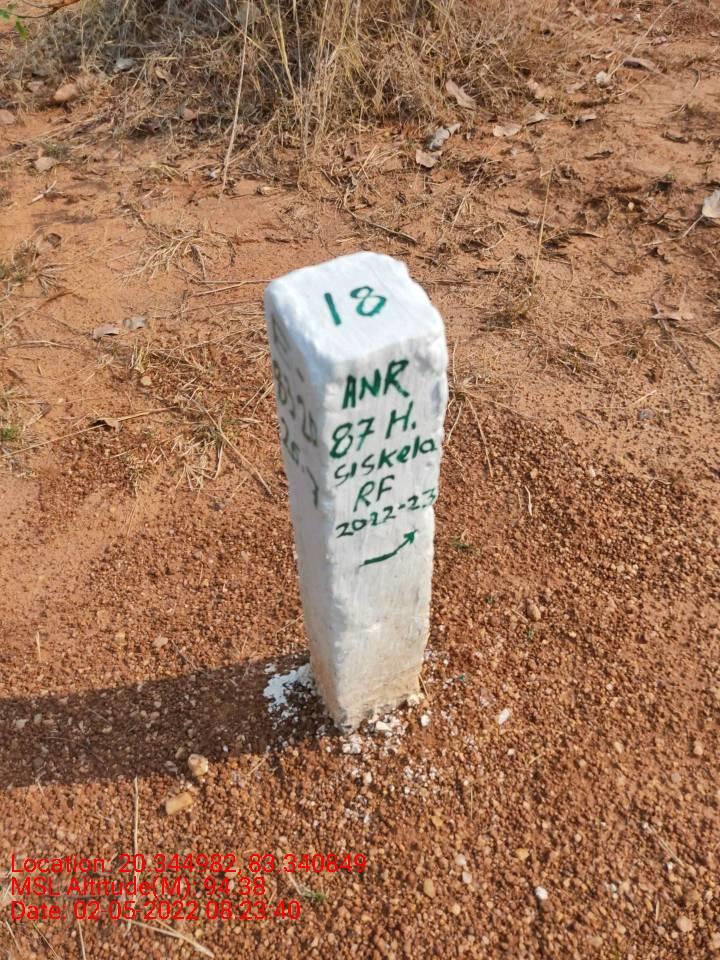 18
ANR
87 H.
Siskela
RF
2022-23
Location: 20.344982, 83.340849
MSL Altitude(M): 94.38
Date: 02-05-2022 08:23:40